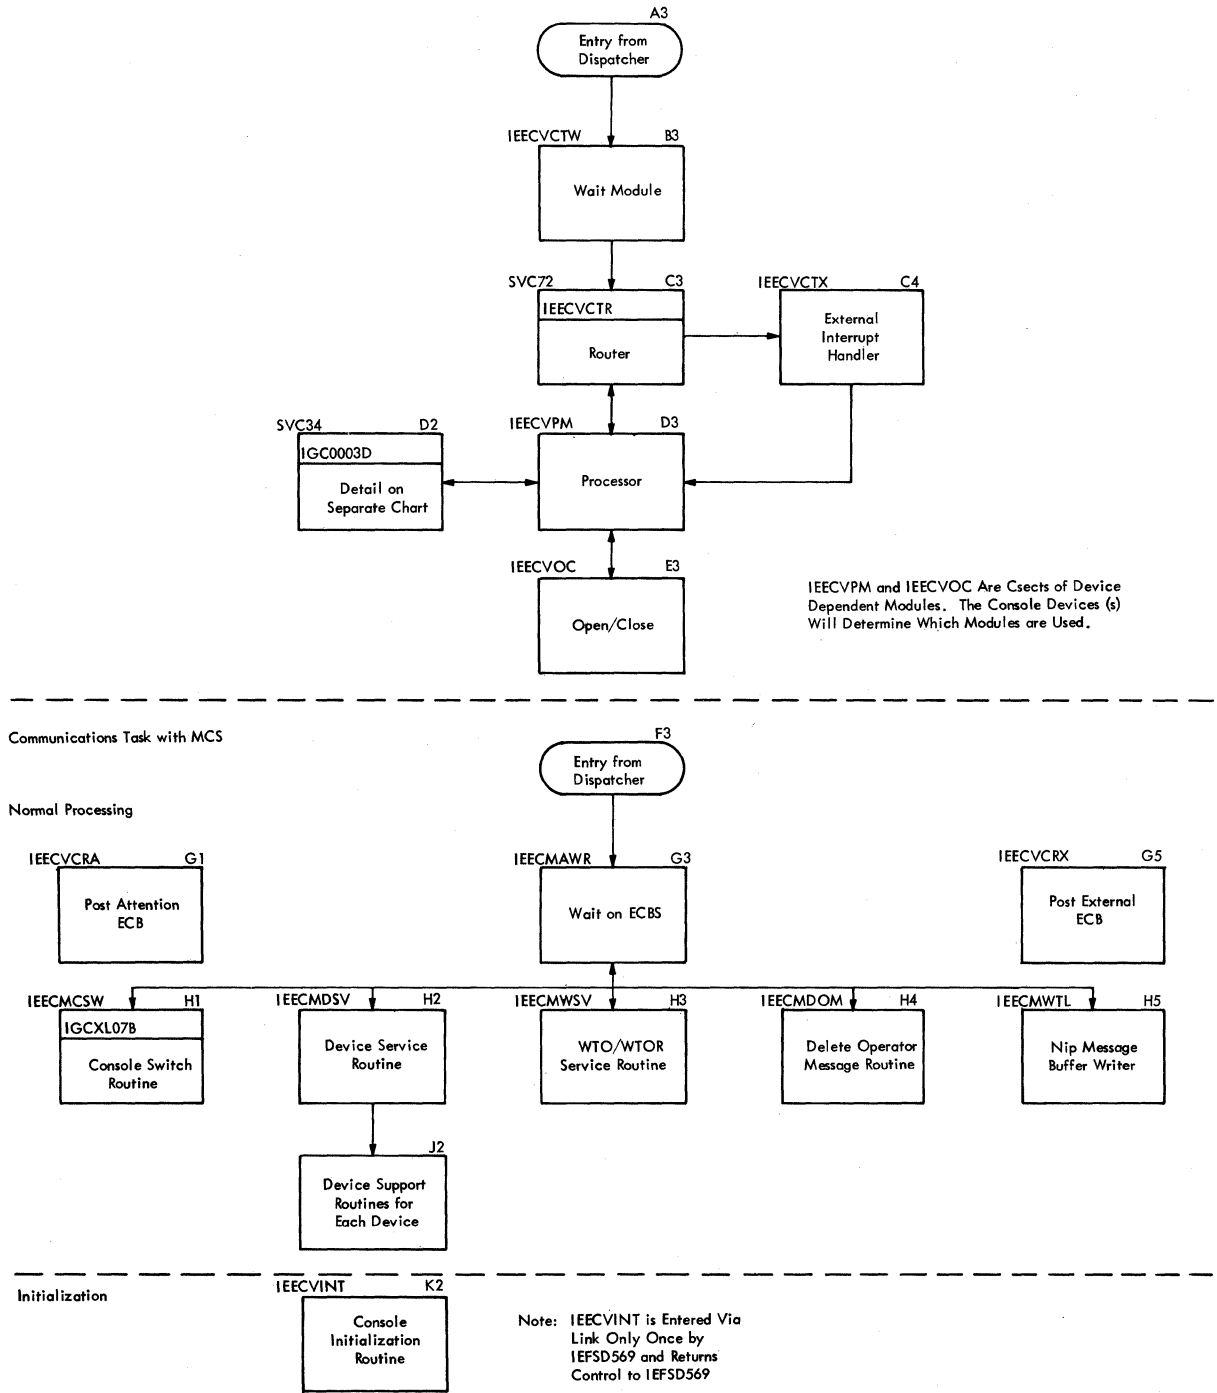 A3
Entry from
Dispatcher
IEECVCTW
B3
Wait Module
SVC72
C3
IEECVCTR
Router
IEECVCTX
C4
External
Interrupt
Handler
SVC34
D2
IGC0003D
Detail on
Separate Chart
IEECVPM
D3
Processor
IEECVOC
E3
Open/Close
IEECVPM and IEECVOC Are Csects of Device
Dependent Modules. The Console Devices (s)
Will Determine Which Modules are Used.
Communications Task with MCS
F3
Entry from
Dispatcher
Normal Processing
IEECVCRA
G1
Post Attention
ECB
IEECMAWR
G3
Wait on ECBS
IEECVCRX
G5
Post External
ECB
IEECMCSW
H1
IGCXL07B
Console Switch
Routine
IEECMDSV
H2
Device Service
Routine
IEECMWSV
H3
WTO/WTOR
Service Routine
IEECMDOM
H4
Delete Operator
Message Routine
IEECMWTL
H5
Nip Message
Buffer Writer
J2
Device Support
Routines for
Each Device
Initialization
IEECVINT
K2
Console
Initialization
Routine
Note: IEECVINT is Entered Via
Link Only Once by
IEFSD569 and Returns
Control to IEFSD569